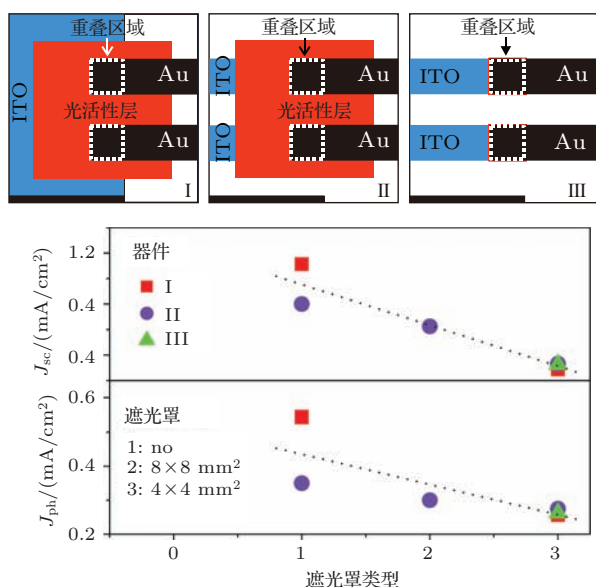 重叠区域
重叠区域
重叠区域
ITO
Au
光活性层
Au
I
ITO
ITO
Au
光活性层
Au
II
ITO
Au
ITO
Au
III
器件
I
II
III
J_sc/(mA/cm²)
1.2
0.4
0.4
遮光罩
1: no
2: 8×8 mm²
3: 4×4 mm²
J_ph/(mA/cm²)
0.6
0.4
0.2
0
1
2
3
遮光罩类型